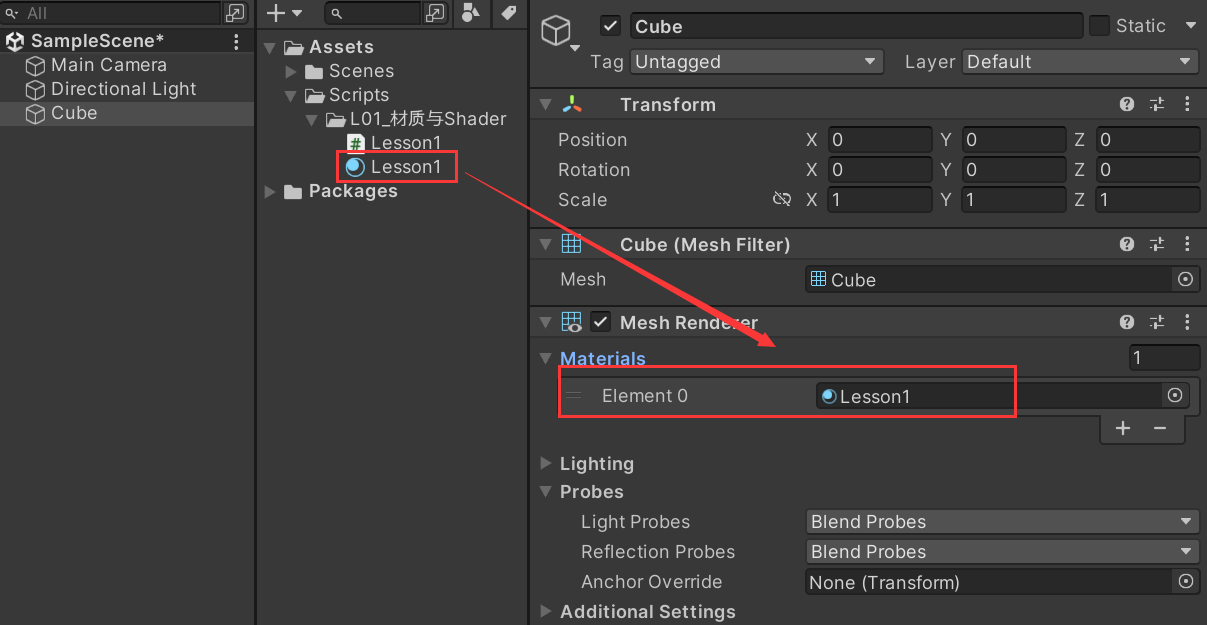 All
SampleScene*
Main Camera
Directional Light
Cube
Assets
Scenes
Scripts
L01_材质与Shader
# Lesson1
Lesson1
Packages
Cube
Static
Tag Untagged Layer Default
Transform
Position X 0 Y 0 Z 0
Rotation X 0 Y 0 Z 0
Scale X 1 Y 1 Z 1
Cube (Mesh Filter)
Mesh Cube
Mesh Renderer
Materials 1
Element 0 Lesson1
Lighting
Probes
Light Probes Blend Probes
Reflection Probes Blend Probes
Anchor Override None (Transform)
Additional Settings